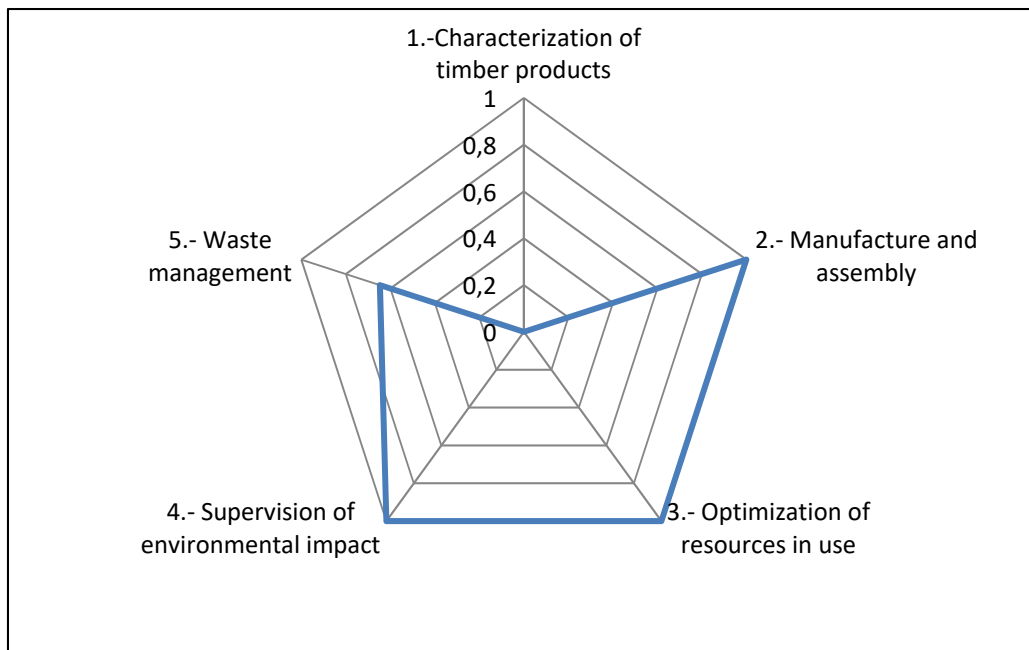 1.-Characterization of
timber products
1
0,8
0,6
0,4
0,2
0
2.- Manufacture and
assembly
3.- Optimization of
resources in use
4.- Supervision of
environmental impact
5.- Waste
management